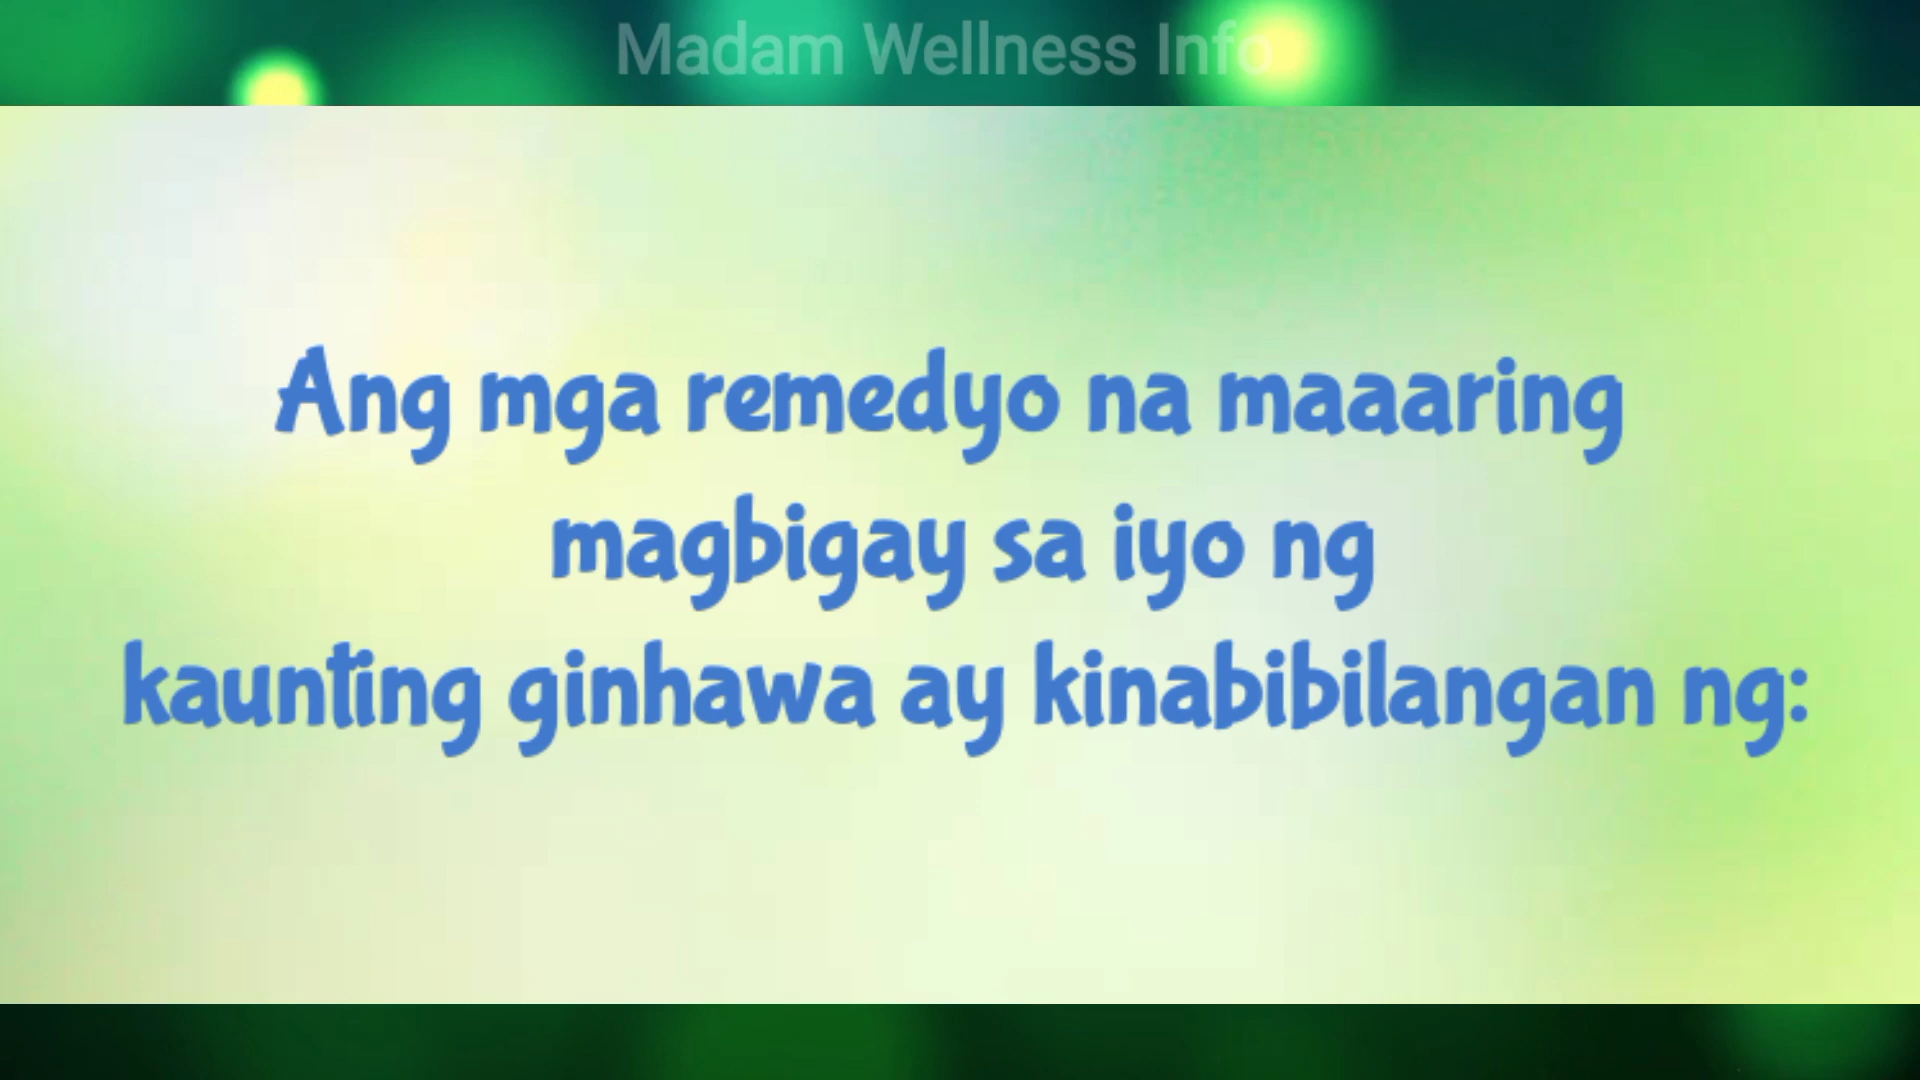 Madam Wellness Info
Ang mga remedyo na maaaring
magbigay sa iyo ng
kaunting ginhawa ay kinabibilangan ng: